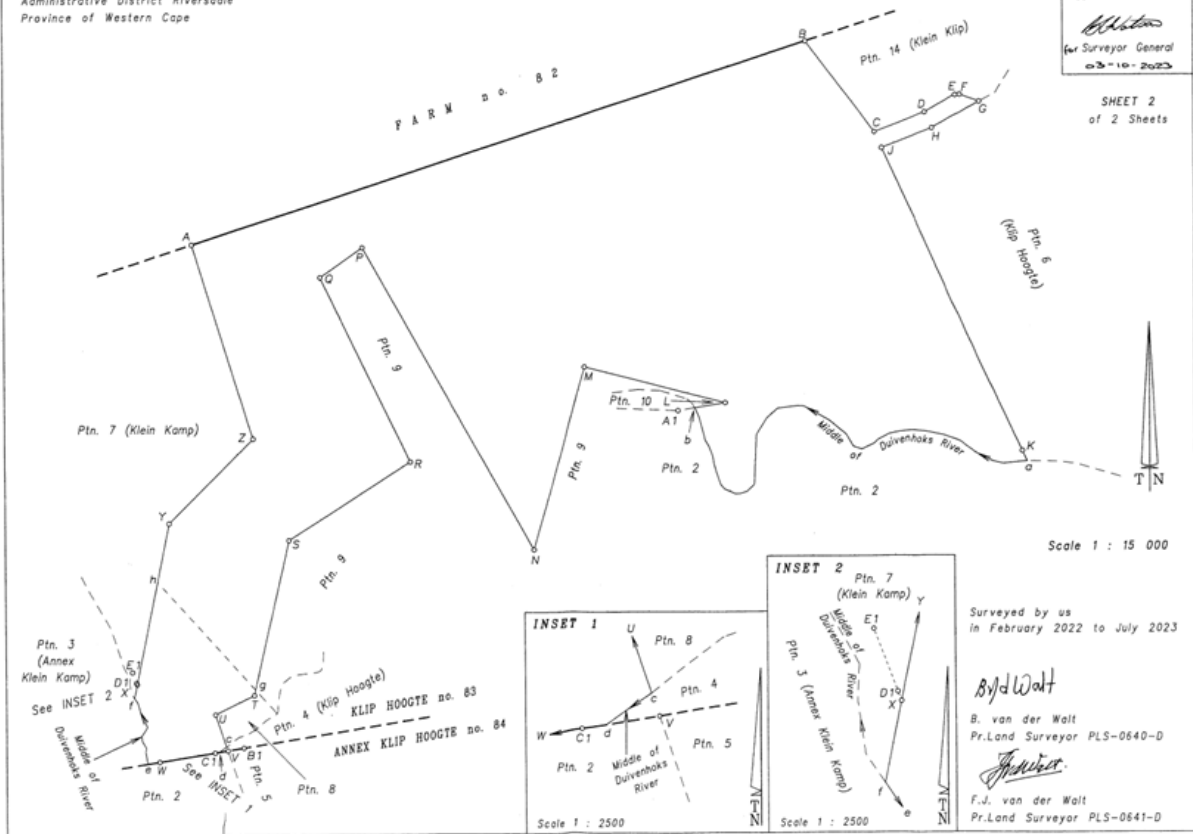 Administrative District Riversdale
Province of Western Cape
for Surveyor General
03-10-2023
SHEET 2
of 2 Sheets
FARM no. 82
Ptn. 14 (Klein Klip)
A
B
C
D
E
F
G
H
J
Ptn. 6
(Klip Hoogte)
P
Q
Ptn. 9
M
Ptn. 10
L
A1
b
Ptn. 2
Ptn. 9
Middle of Duivenhoks River
K
a
Ptn. 2
TN
Ptn. 7 (Klein Kamp)
Z
R
Y
S
N
h
Ptn. 9
Scale 1 : 15 000
Ptn. 3
(Annex
Klein Kamp)
See INSET 2
E1
D1
X
f
g
T
U
Ptn. 4 (Klip Hoogte)
KLIP HOOGTE no. 83
ANNEX KLIP HOOGTE no. 84
Middle of
Duivenhoks
River
e
W
C1
c
d
V
B1
See INSET 1
Ptn. 2
Ptn. 5
Ptn. 8
INSET 1
U
Ptn. 8
c
Ptn. 4
V
W
C1
d
Ptn. 5
Ptn. 2
Middle of
Duivenhoks
River
TN
Scale 1 : 2500
INSET 2
Ptn. 7
(Klein Kamp)
E1
Y
Middle of
Duivenhoks River
D1
X
Ptn. 3 (Annex Klein Kamp)
f
e
TN
Scale 1 : 2500
Surveyed by us
in February 2022 to July 2023
B. van der Walt
Pr.Land Surveyor PLS-0640-D
F.J. van der Walt
Pr.Land Surveyor PLS-0641-D